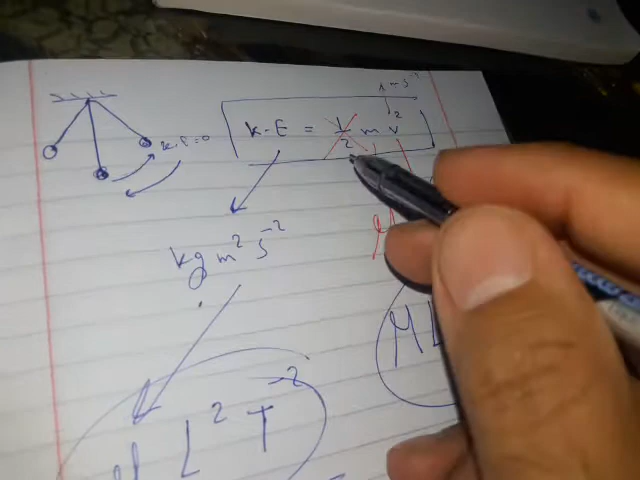 m s⁻¹
K.E = 1/2 m v²
K.E=0
kg m² s⁻²
M L
M L² T⁻²